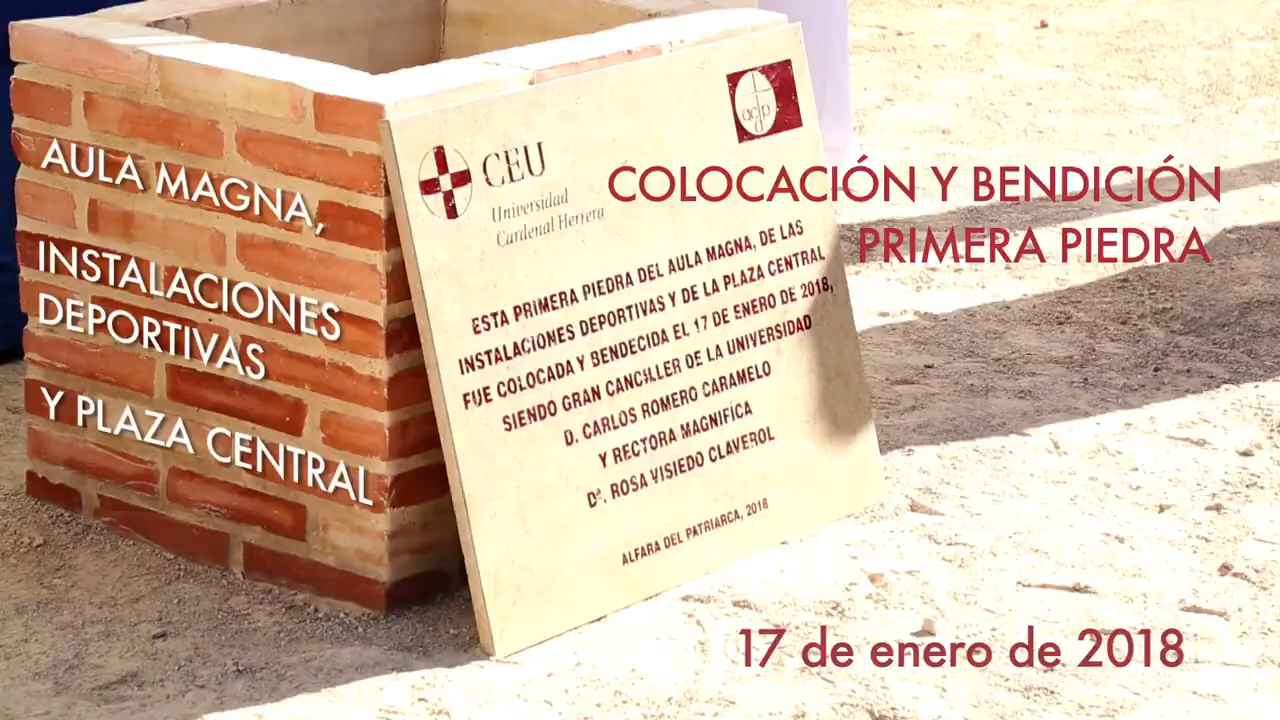 AULA MAGNA,
INSTALACIONES
DEPORTIVAS
Y PLAZA CENTRAL
CEU
Universidad
Cardenal Herrera
acdp
ESTA PRIMERA PIEDRA DEL AULA MAGNA, DE LAS
INSTALACIONES DEPORTIVAS Y DE LA PLAZA CENTRAL
FUE COLOCADA Y BENDECIDA EL 17 DE ENERO DE 2018,
SIENDO GRAN CANCILLER DE LA UNIVERSIDAD
D. CARLOS ROMERO CARAMELO
Y RECTORA MAGNIFÍCA
Dª. ROSA VISIEDO CLAVEROL
ALFARA DEL PATRIARCA, 2018
COLOCACIÓN Y BENDICIÓN
PRIMERA PIEDRA
17 de enero de 2018